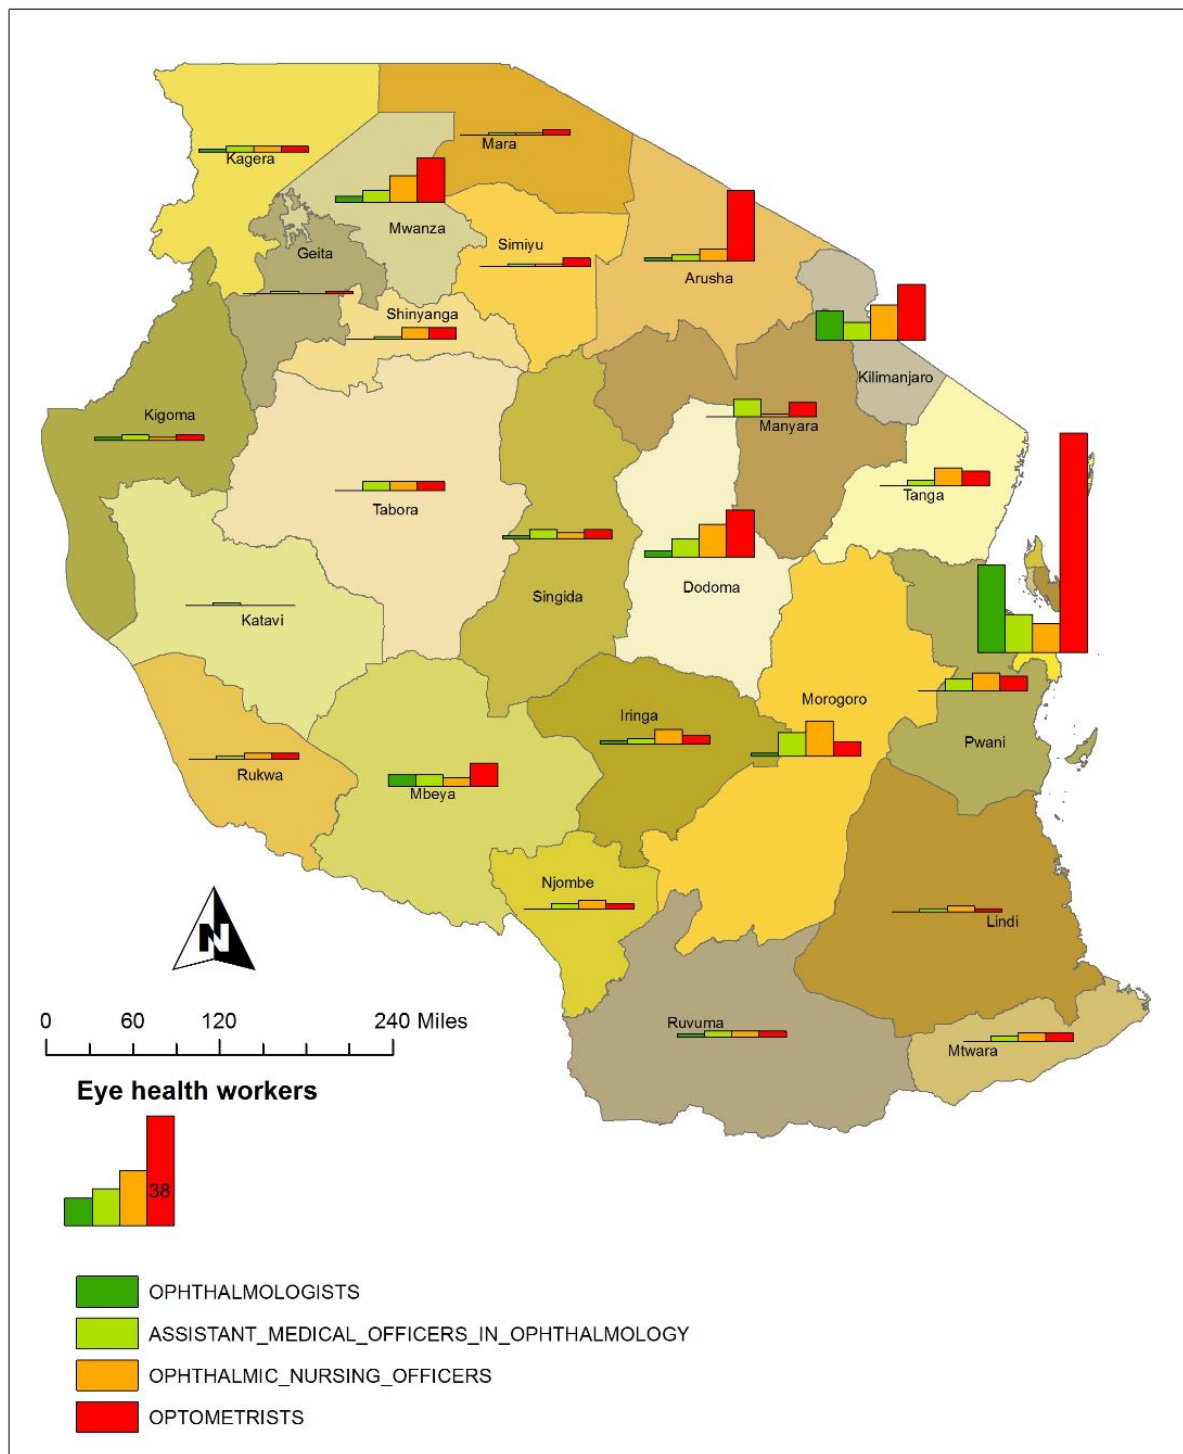 Mara
Kagera
Mwanza
Simiyu
Geita
Arusha
Shinyanga
Kilimanjaro
Kigoma
Manyara
Tanga
Tabora
Dodoma
Singida
Katavi
Morogoro
Iringa
Pwani
Rukwa
Mbeya
Njombe
Lindi
N
Ruvuma
Mtwara
0 60 120 240 Miles
Eye health workers
38
OPHTHALMOLOGISTS
ASSISTANT_MEDICAL_OFFICERS_IN_OPHTHALMOLOGY
OPHTHALMIC_NURSING_OFFICERS
OPTOMETRISTS